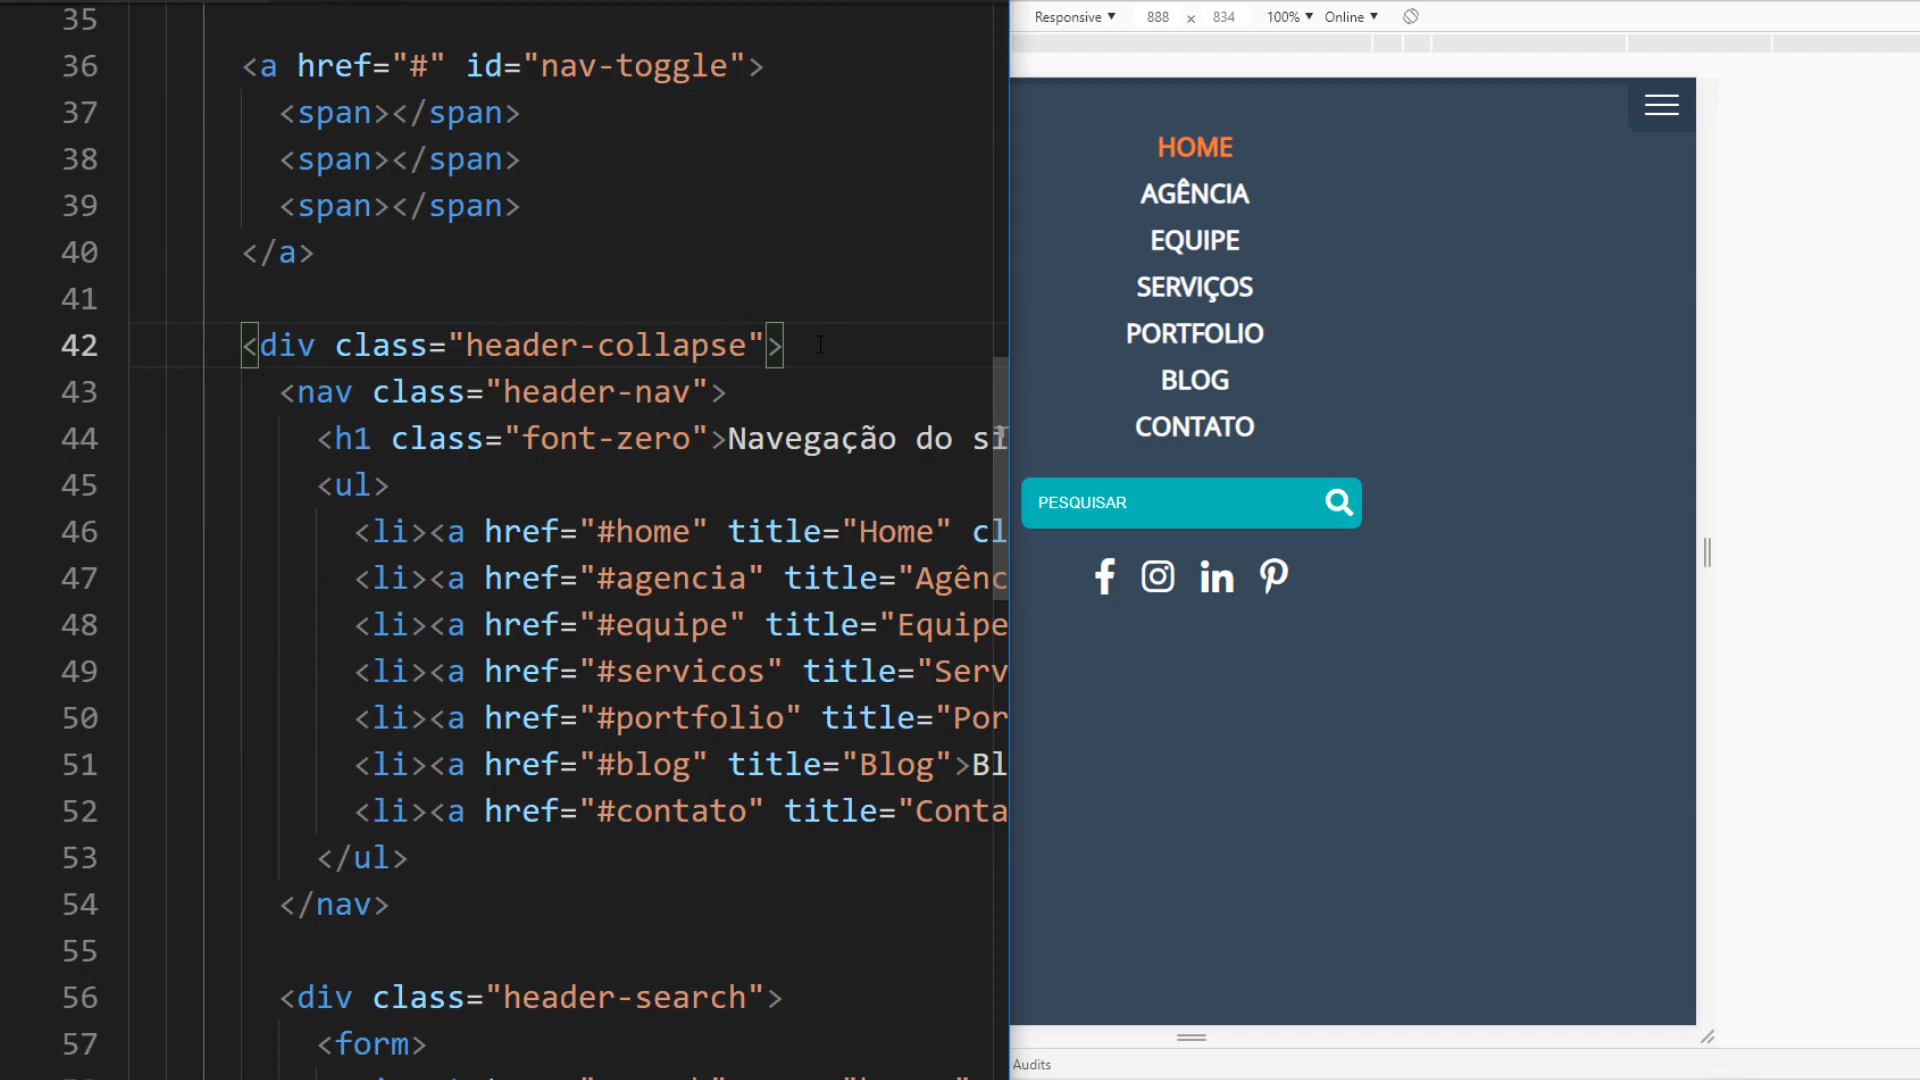 35
36 <a href="#" id="nav-toggle">
37 <span></span>
38 <span></span>
39 <span></span>
40 </a>
41
42 <div class="header-collapse">
43 <nav class="header-nav">
44 <h1 class="font-zero">Navegação do si
45 <ul>
46 <li><a href="#home" title="Home" cl
47 <li><a href="#agencia" title="Agênc
48 <li><a href="#equipe" title="Equipe
49 <li><a href="#servicos" title="Serv
50 <li><a href="#portfolio" title="Por
51 <li><a href="#blog" title="Blog">Bl
52 <li><a href="#contato" title="Conta
53 </ul>
54 </nav>
55
56 <div class="header-search">
57 <form>
Responsive ▼ 888 x 834 100% ▼ Online ▼
HOME
AGÊNCIA
EQUIPE
SERVIÇOS
PORTFOLIO
BLOG
CONTATO
PESQUISAR
Audits